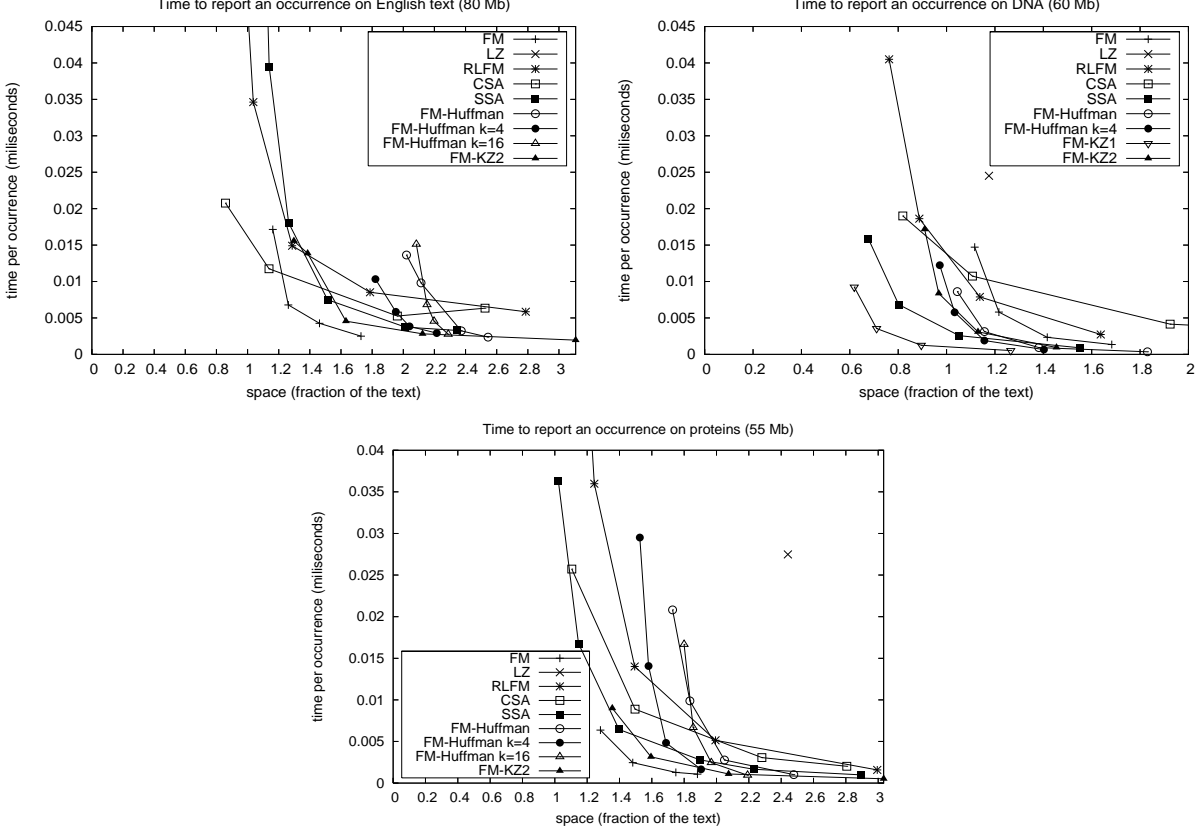 Time to report an occurrence on English text (80 Mb)
0.045
0.04
0.035
0.03
0.025
0.02
0.015
0.01
0.005
0
time per occurrence (miliseconds)
FM
LZ
RLFM
CSA
SSA
FM-Huffman
FM-Huffman k=4
FM-Huffman k=16
FM-KZ2
0 0.2 0.4 0.6 0.8 1 1.2 1.4 1.6 1.8 2 2.2 2.4 2.6 2.8 3
space (fraction of the text)
Time to report an occurrence on DNA (60 Mb)
0.045
0.04
0.035
0.03
0.025
0.02
0.015
0.01
0.005
0
time per occurrence (miliseconds)
FM
LZ
RLFM
CSA
SSA
FM-Huffman
FM-Huffman k=4
FM-KZ1
FM-KZ2
0 0.2 0.4 0.6 0.8 1 1.2 1.4 1.6 1.8 2
space (fraction of the text)
Time to report an occurrence on proteins (55 Mb)
0.04
0.035
0.03
0.025
0.02
0.015
0.01
0.005
0
time per occurrence (miliseconds)
FM
LZ
RLFM
CSA
SSA
FM-Huffman
FM-Huffman k=4
FM-Huffman k=16
FM-KZ2
0 0.2 0.4 0.6 0.8 1 1.2 1.4 1.6 1.8 2 2.2 2.4 2.6 2.8 3
space (fraction of the text)